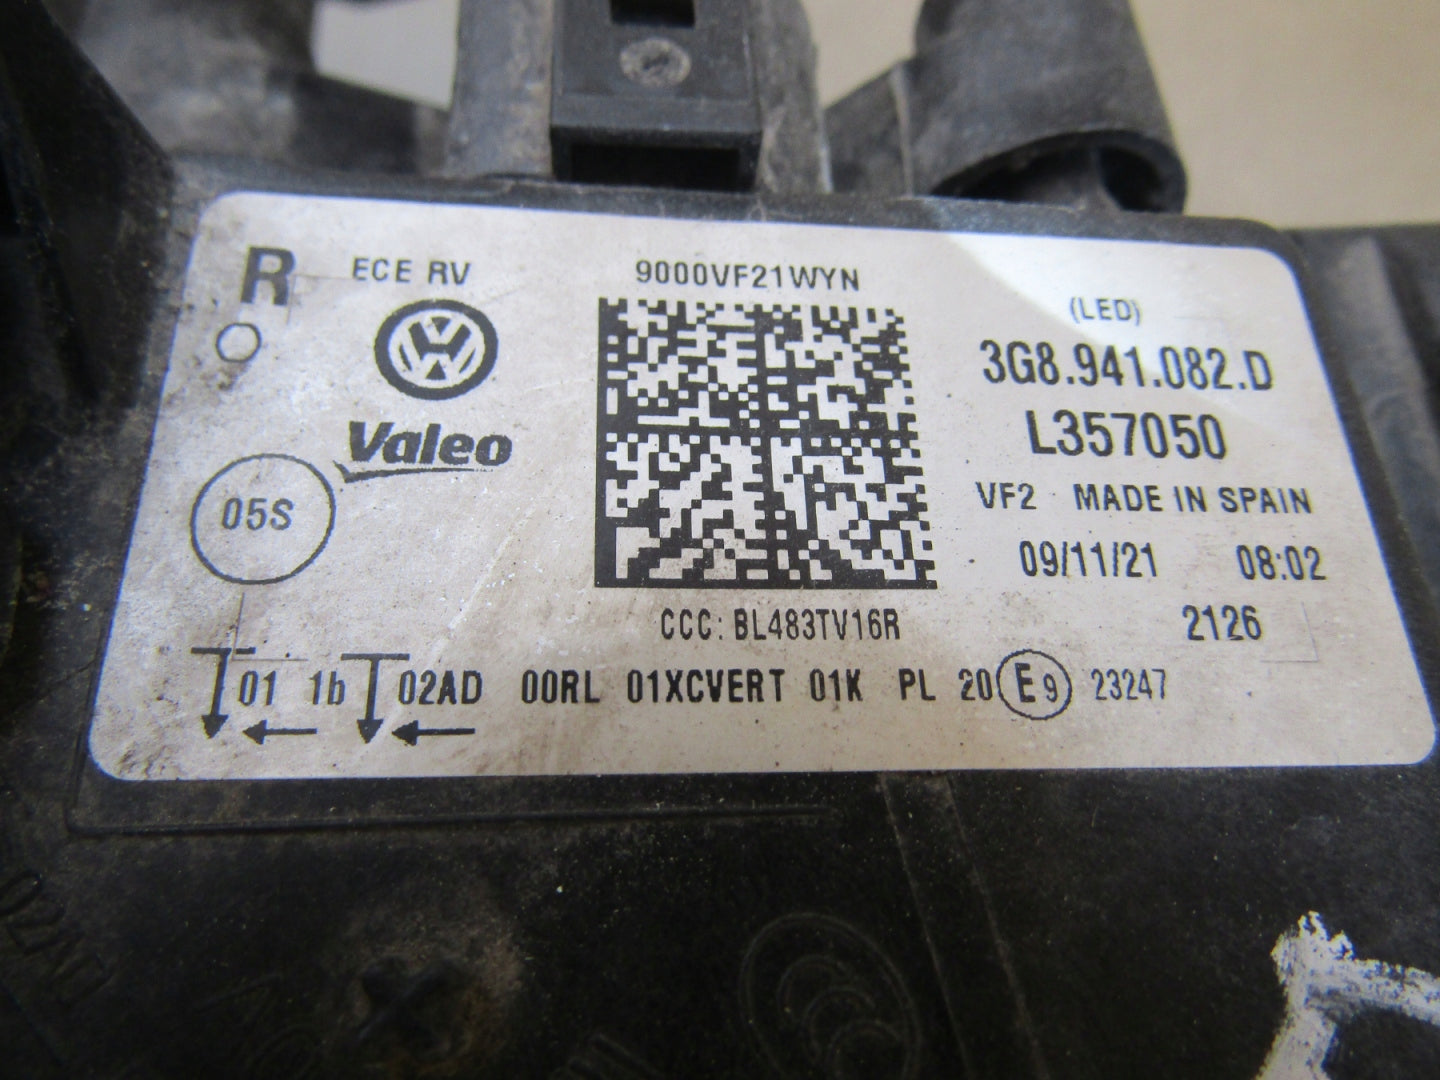 R ECE RV 9000VF21WYN
(LED)
3G8.941.082.D
Valeo
L357050
05S
VF2 MADE IN SPAIN
09/11/21 08:02
CCC: BL483TV16R
2126
01 1b 02AD 00RL 01XCVERT 01K PL 20 E9 23247